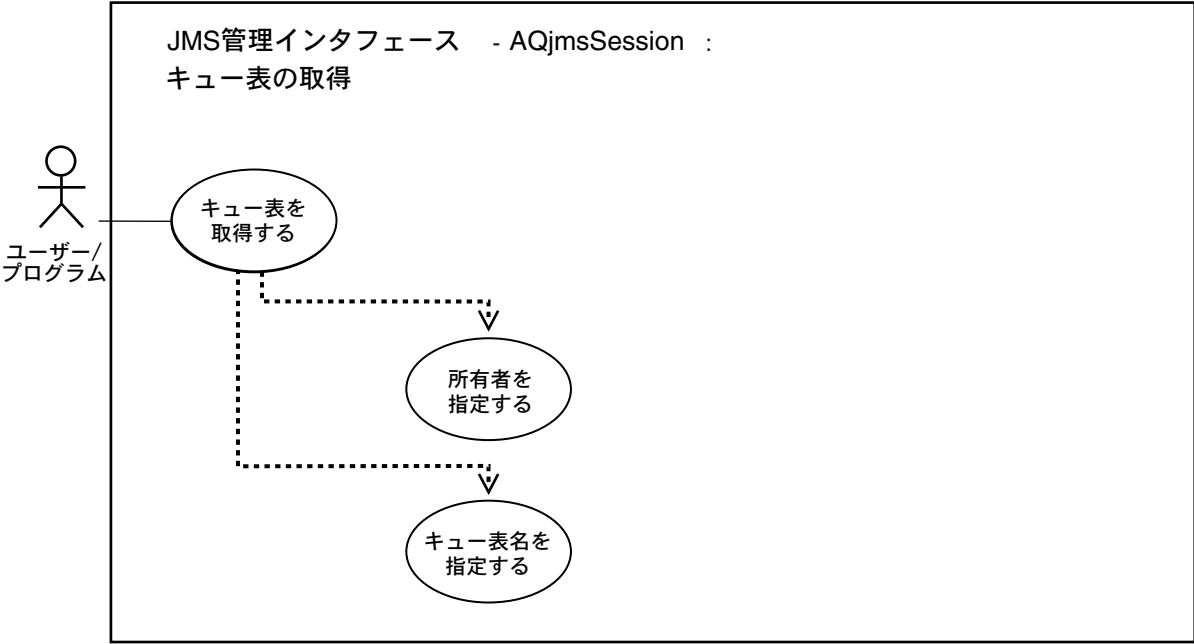 JMS管理インタフェース - AQjmsSession :
キュー表の取得
キュー表を
取得する
ユーザー/
プログラム
所有者を
指定する
キュー表名を
指定する